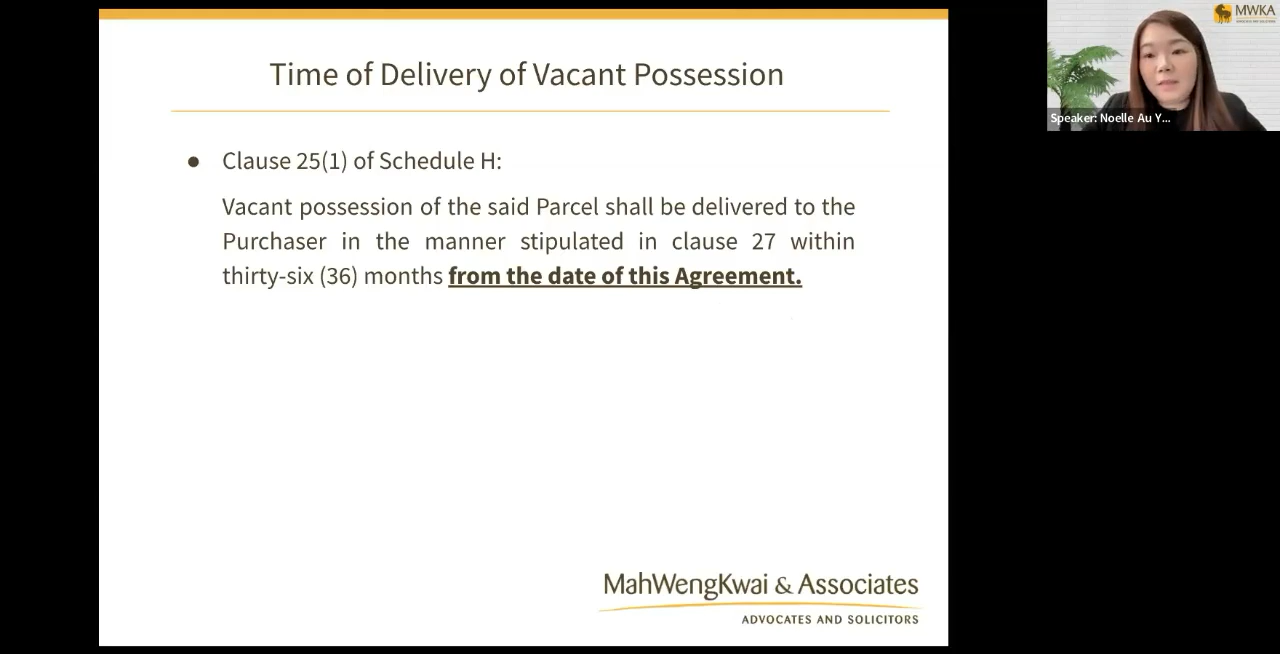 Time of Delivery of Vacant Possession
● Clause 25(1) of Schedule H:
Vacant possession of the said Parcel shall be delivered to the
Purchaser in the manner stipulated in clause 27 within
thirty-six (36) months from the date of this Agreement.
MahWengKwai & Associates
ADVOCATES AND SOLICITORS
MWKA
Speaker: Noelle Au Y...